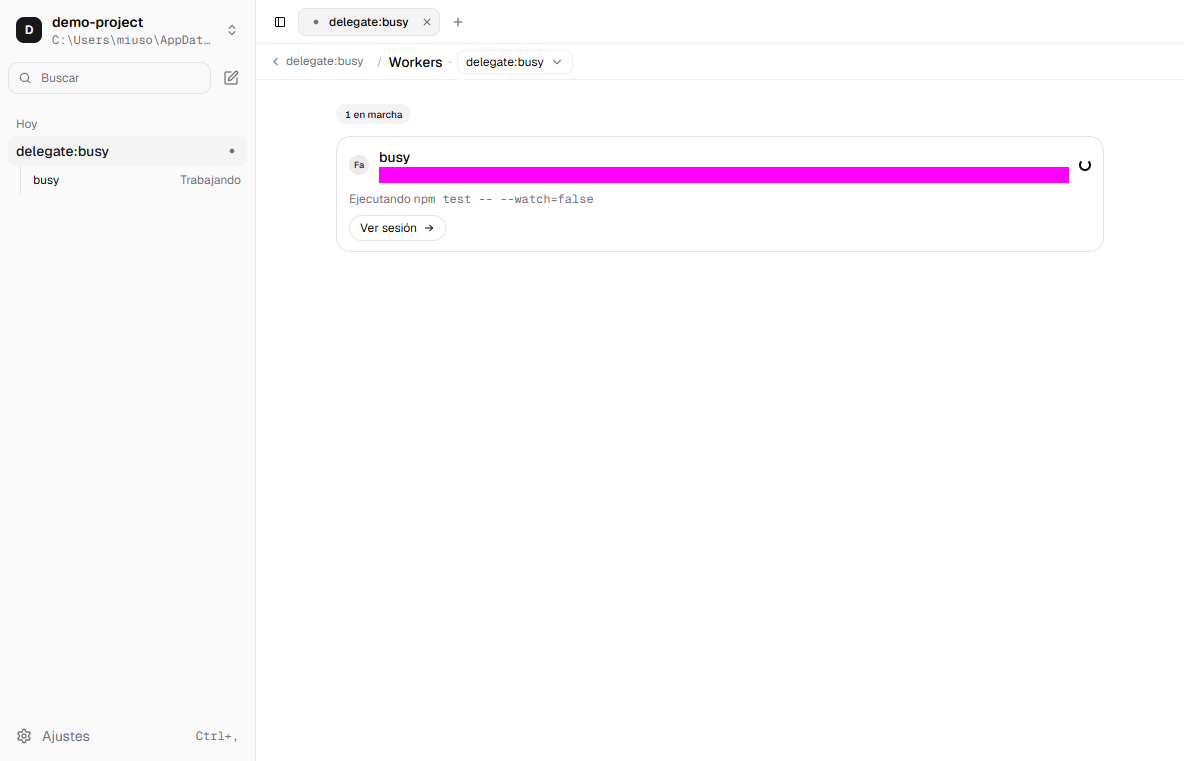 D
demo-project
C:\Users\miuso\AppDat…
Buscar
Hoy
delegate:busy
busy
Trabajando
Ajustes
Ctrl+,
delegate:busy
delegate:busy / Workers · delegate:busy
1 en marcha
Fa
busy
Ejecutando npm test -- --watch=false
Ver sesión